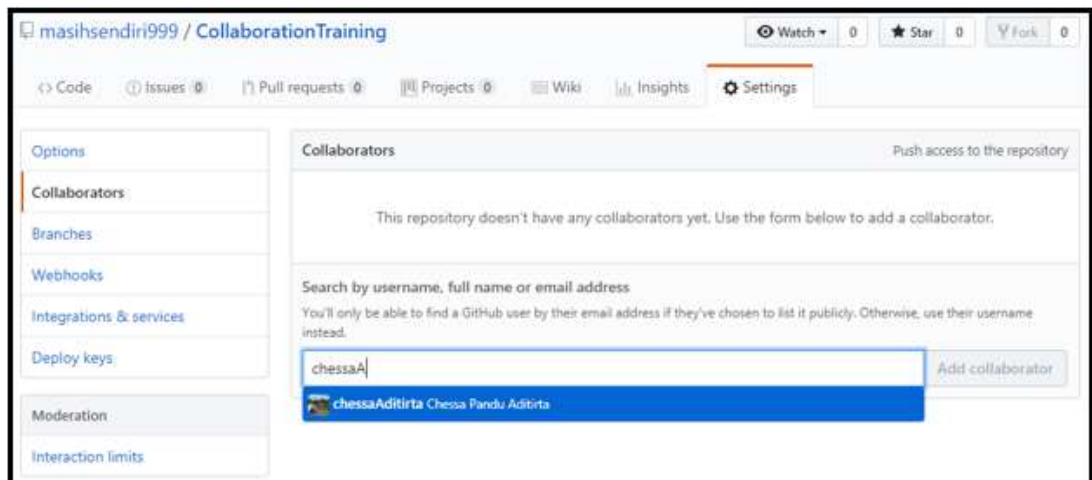 masihsendiri999 / CollaborationTraining
Watch 0 Star 0 Fork 0
<> Code Issues 0 Pull requests 0 Projects 0 Wiki Insights Settings
Options
Collaborators
Branches
Webhooks
Integrations & services
Deploy keys
Moderation
Interaction limits
Collaborators Push access to the repository
This repository doesn't have any collaborators yet. Use the form below to add a collaborator.
Search by username, full name or email address
You'll only be able to find a GitHub user by their email address if they've chosen to list it publicly. Otherwise, use their username
instead.
chessaA Add collaborator
chessaAditirta Chessa Pandu Aditirta